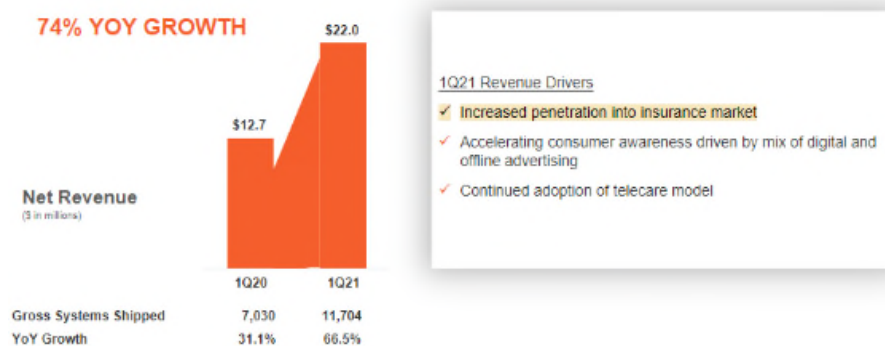 74% YOY GROWTH
$22.0
$12.7
Net Revenue
($ in millions)
1Q20 1Q21
Gross Systems Shipped 7,030 11,704
YoY Growth 31.1% 66.5%
1Q21 Revenue Drivers
✓ Increased penetration into insurance market
✓ Accelerating consumer awareness driven by mix of digital and
offline advertising
✓ Continued adoption of telecare model